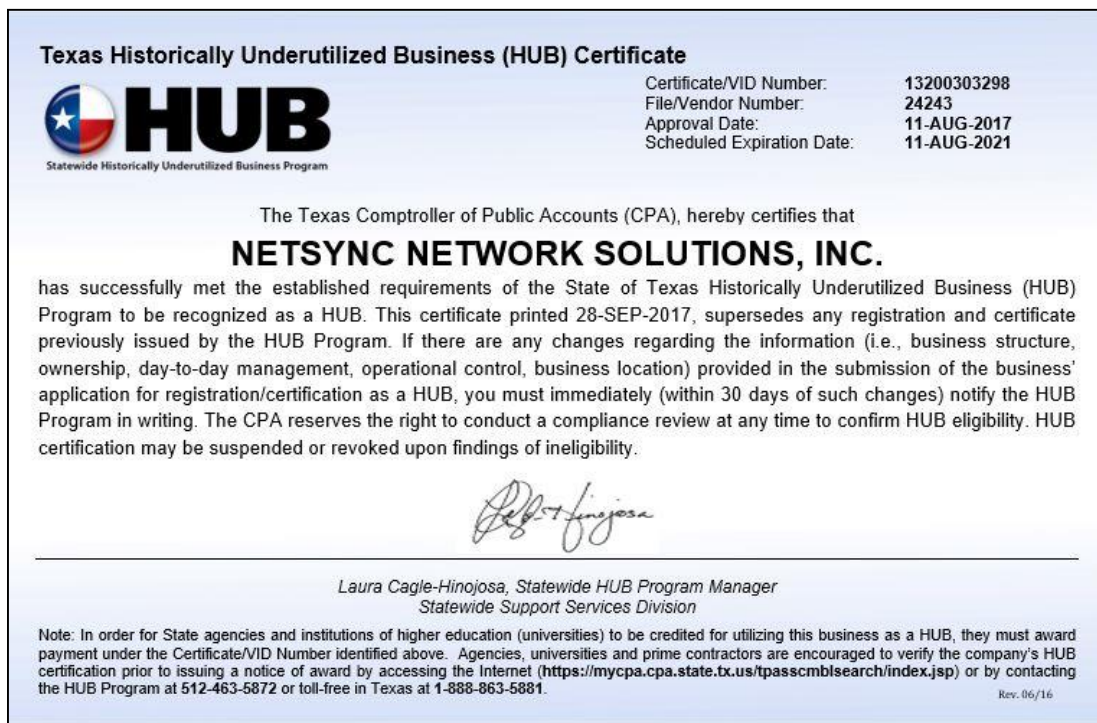 Texas Historically Underutilized Business (HUB) Certificate
HUB
Statewide Historically Underutilized Business Program
Certificate/VID Number: 13200303298
File/Vendor Number: 24243
Approval Date: 11-AUG-2017
Scheduled Expiration Date: 11-AUG-2021
The Texas Comptroller of Public Accounts (CPA), hereby certifies that
NETSYNC NETWORK SOLUTIONS, INC.
has successfully met the established requirements of the State of Texas Historically Underutilized Business (HUB)
Program to be recognized as a HUB. This certificate printed 28-SEP-2017, supersedes any registration and certificate
previously issued by the HUB Program. If there are any changes regarding the information (i.e., business structure,
ownership, day-to-day management, operational control, business location) provided in the submission of the business'
application for registration/certification as a HUB, you must immediately (within 30 days of such changes) notify the HUB
Program in writing. The CPA reserves the right to conduct a compliance review at any time to confirm HUB eligibility. HUB
certification may be suspended or revoked upon findings of ineligibility.
Laura Cagle-Hinojosa, Statewide HUB Program Manager
Statewide Support Services Division
Note: In order for State agencies and institutions of higher education (universities) to be credited for utilizing this business as a HUB, they must award
payment under the Certificate/VID Number identified above. Agencies, universities and prime contractors are encouraged to verify the company's HUB
certification prior to issuing a notice of award by accessing the Internet (https://mycpa.cpa.state.tx.us/tpasscmblsearch/index.jsp) or by contacting
the HUB Program at 512-463-5872 or toll-free in Texas at 1-888-863-5881.
Rev. 06/16